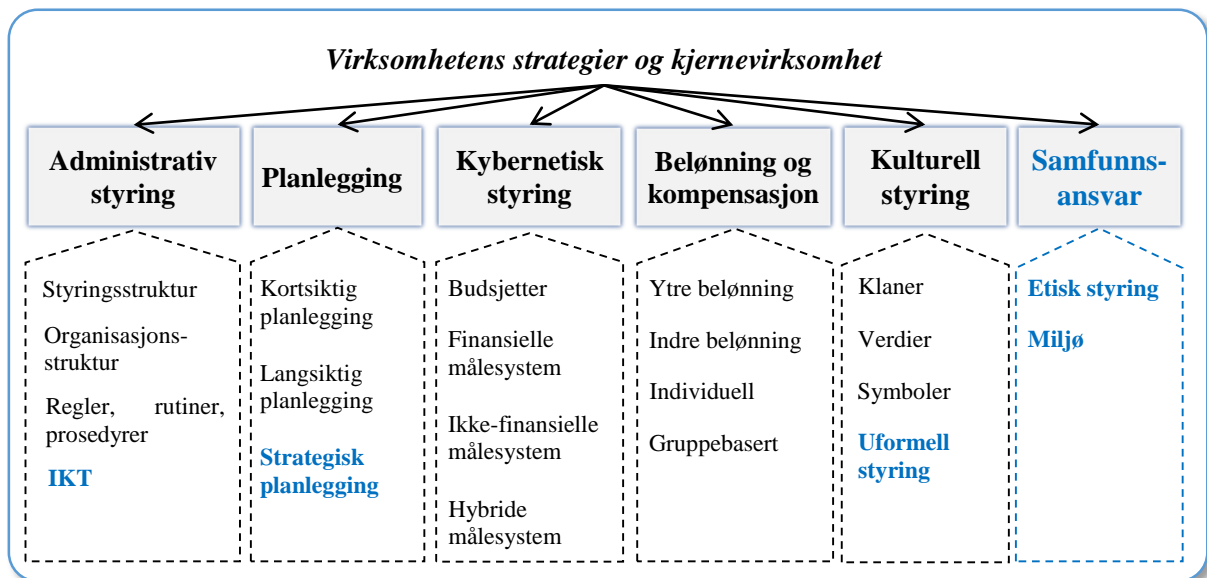 Virksomhetens strategier og kjernevirksomhet
Administrativ
styring
Planlegging
Kybernetisk
styring
Belønning og
kompensasjon
Kulturell
styring
Samfunns-
ansvar
Styringsstruktur
Organisasjons-
struktur
Regler, rutiner,
prosedyrer
IKT
Kortsiktig
planlegging
Langsiktig
planlegging
Strategisk
planlegging
Budsjetter
Finansielle
målesystem
Ikke-finansielle
målesystem
Hybride
målesystem
Ytre belønning
Indre belønning
Individuell
Gruppebasert
Klaner
Verdier
Symboler
Uformell
styring
Etisk styring
Miljø